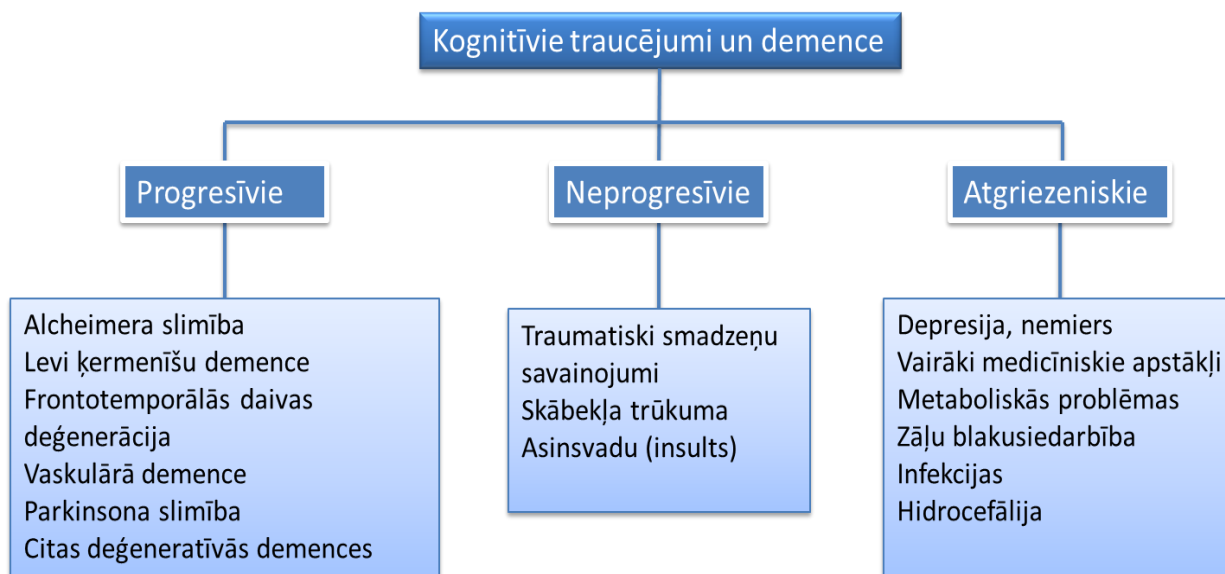 Kognitīvie traucējumi un demence
Progresīvie
Neprogresīvie
Atgriezeniskie
Alcheimera slimība
Levi ķermenīšu demence
Frontotemporālās daivas
deģenerācija
Vaskulārā demence
Parkinsona slimība
Citas deģeneratīvās demences
Traumatiski smadzeņu
savainojumi
Skābekļa trūkuma
Asinsvadu (insults)
Depresija, nemiers
Vairāki medicīniskie apstākļi
Metaboliskās problēmas
Zāļu blakusiedarbība
Infekcijas
Hidrocefālija